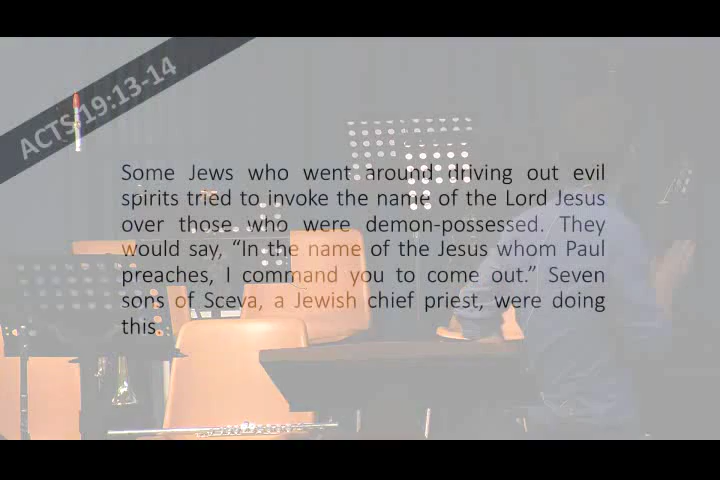 ACTS 19:13-14
Some Jews who went around driving out evil
spirits tried to invoke the name of the Lord Jesus
over those who were demon-possessed. They
would say, “In the name of the Jesus whom Paul
preaches, I command you to come out.” Seven
sons of Sceva, a Jewish chief priest, were doing
this.